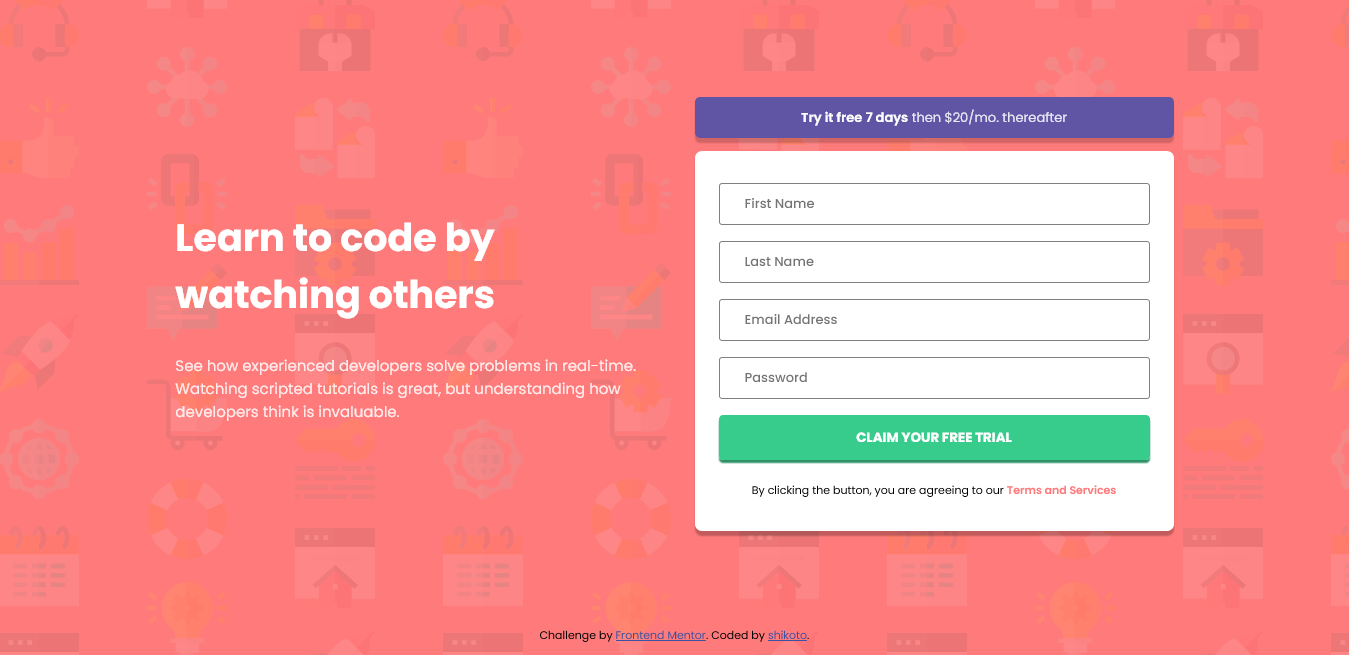 Learn to code by
watching others
See how experienced developers solve problems in real-time.
Watching scripted tutorials is great, but understanding how
developers think is invaluable.
Try it free 7 days then $20/mo. thereafter
First Name
Last Name
Email Address
Password
CLAIM YOUR FREE TRIAL
By clicking the button, you are agreeing to our Terms and Services
Challenge by Frontend Mentor. Coded by shikoto.